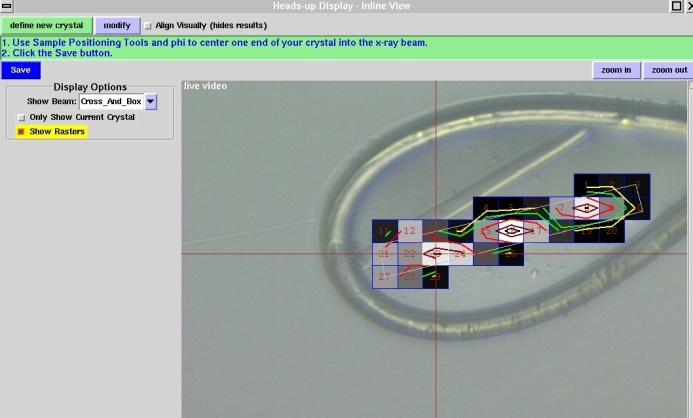 Heads-up Display - Inline View
define new crystal modify Align Visually (hides results)
1. Use Sample Positioning Tools and phi to center one end of your crystal into the x-ray beam.
2. Click the Save button.
Save zoom in zoom out
Display Options
Show Beam: Cross_And_Box
Only Show Current Crystal
Show Rasters
live video
12
21 22 24
27